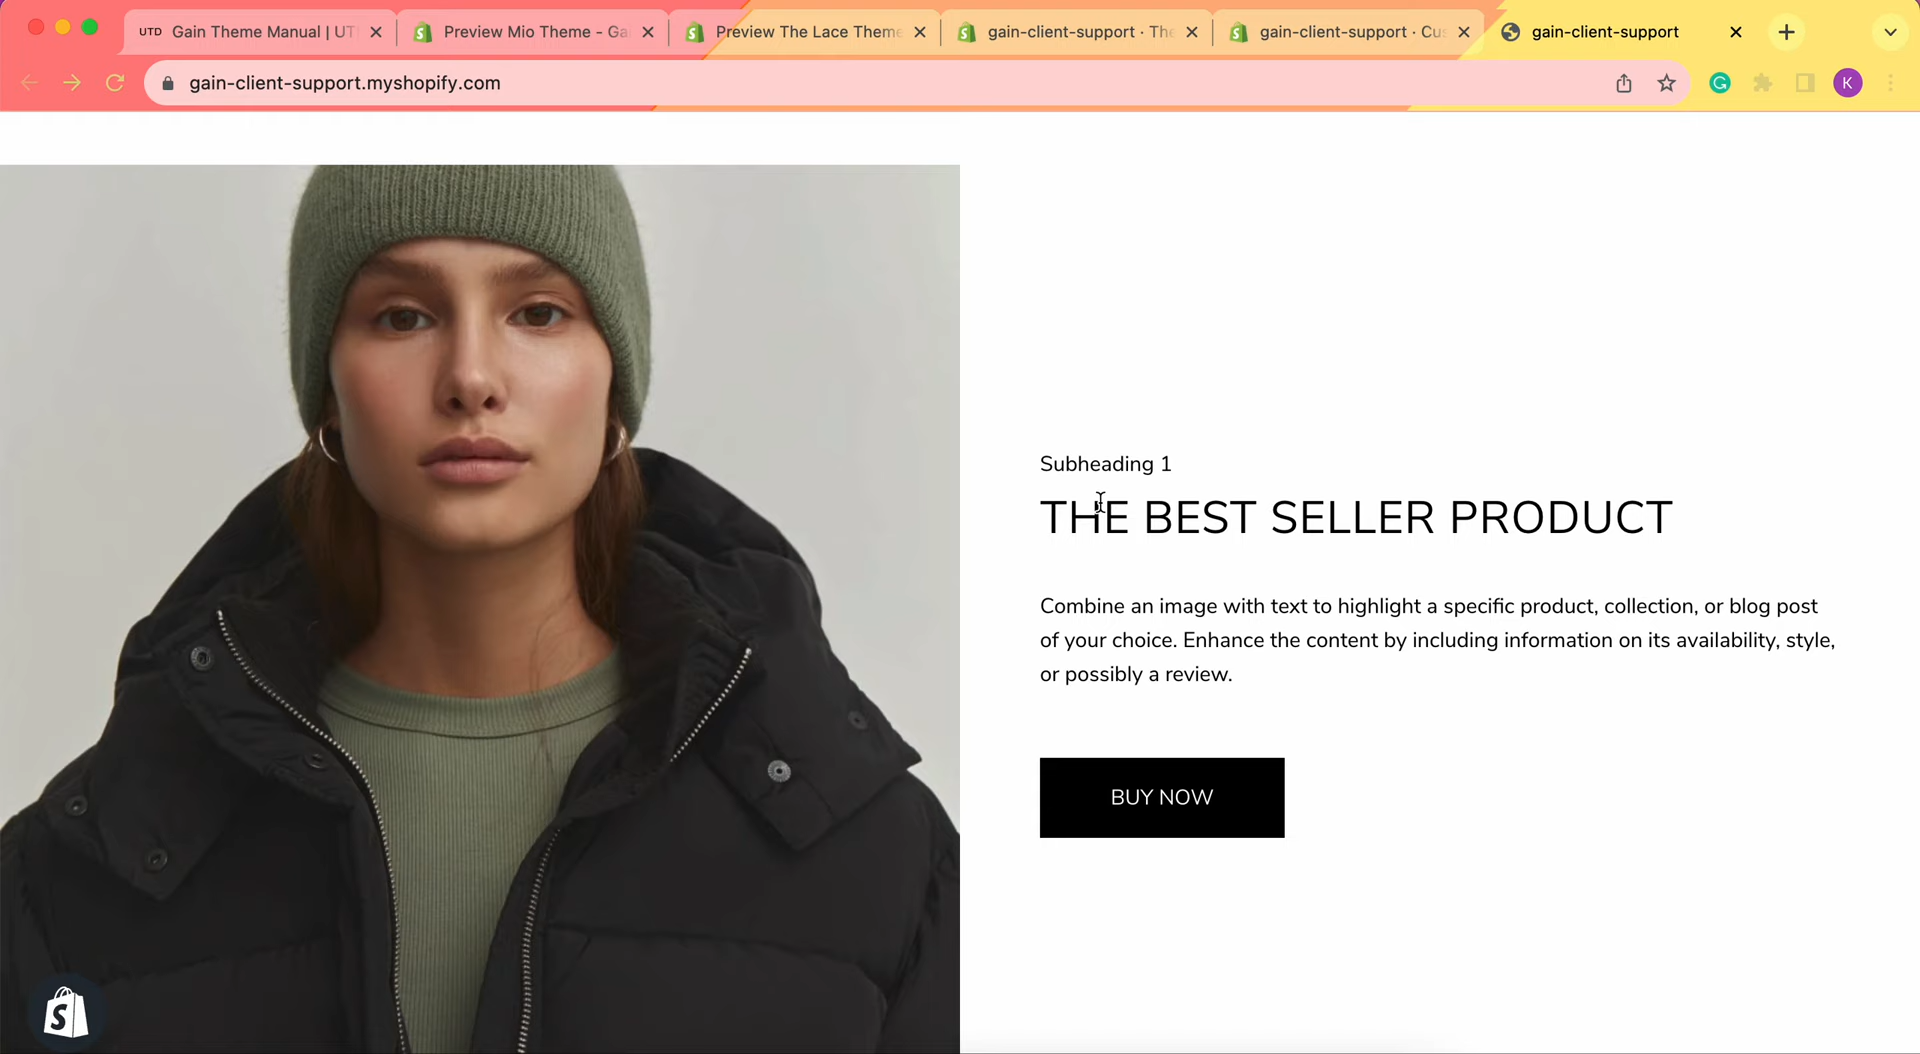 UTD Gain Theme Manual | UT
Preview Mio Theme - Ga
Preview The Lace Theme
gain-client-support · The
gain-client-support · Cus
gain-client-support
gain-client-support.myshopify.com
K
Subheading 1
THE BEST SELLER PRODUCT
Combine an image with text to highlight a specific product, collection, or blog post
of your choice. Enhance the content by including information on its availability, style,
or possibly a review.
BUY NOW